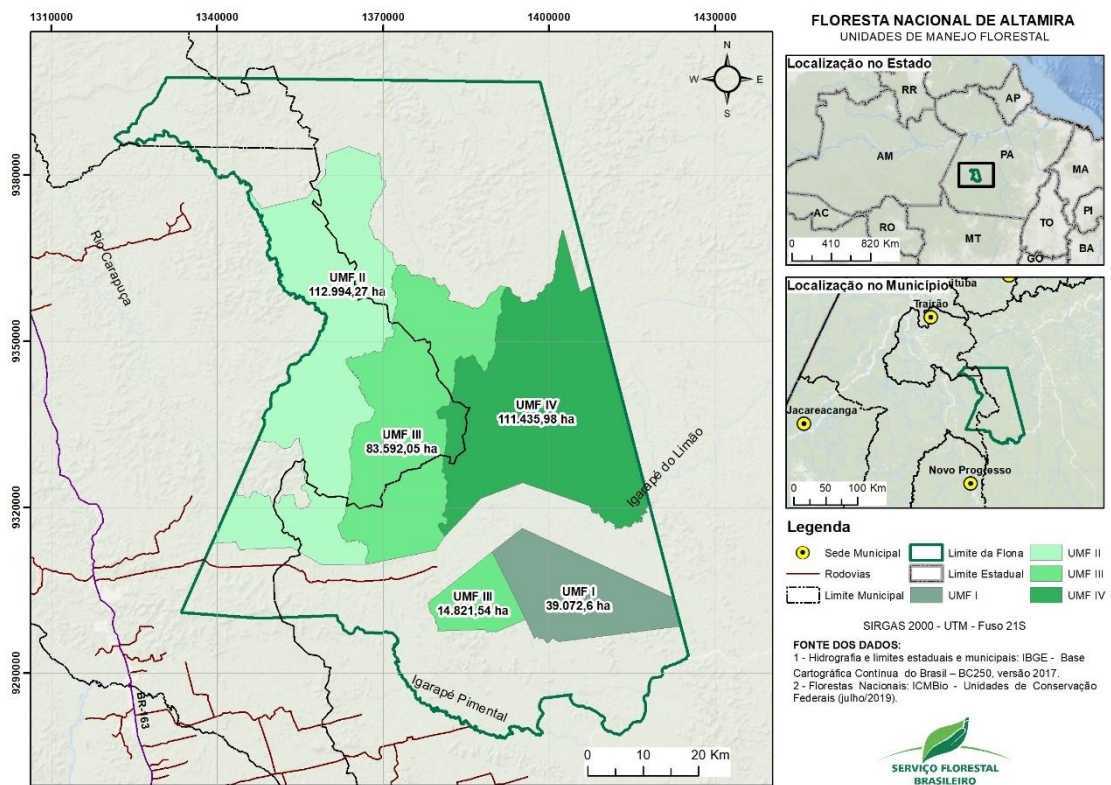 1310000
1340000
1370000
1400000
1430000
9380000
9350000
9320000
9290000
N
W
E
S
Rio Carapuça
UMF II
112.994,27 ha
UMF IV
111.435,98 ha
UMF III
83.592,05 ha
Igarapé do Limão
UMF III
14.821,54 ha
UMF I
39.072,6 ha
Igarapé Pimental
BR-163
0 10 20 Km
FLORESTA NACIONAL DE ALTAMIRA
UNIDADES DE MANEJO FLORESTAL
Localização no Estado
RR
AP
AM
PA
MA
AC
RO
TO
PI
MT
BA
GO
0 410 820 Km
Localização no Município
Trairão
Jacareacanga
Novo Progresso
0 50 100 Km
Legenda
Sede Municipal
Rodovias
Limite Municipal
Limite da Flona
Limite Estadual
UMF I
UMF II
UMF III
UMF IV
SIRGAS 2000 - UTM - Fuso 21S
FONTE DOS DADOS:
1 - Hidrografia e limites estaduais e municipais: IBGE - Base
Cartográfica Contínua do Brasil – BC250, versão 2017.
2 - Florestas Nacionais: ICMBio - Unidades de Conservação
Federais (julho/2019).
SERVIÇO FLORESTAL
BRASILEIRO